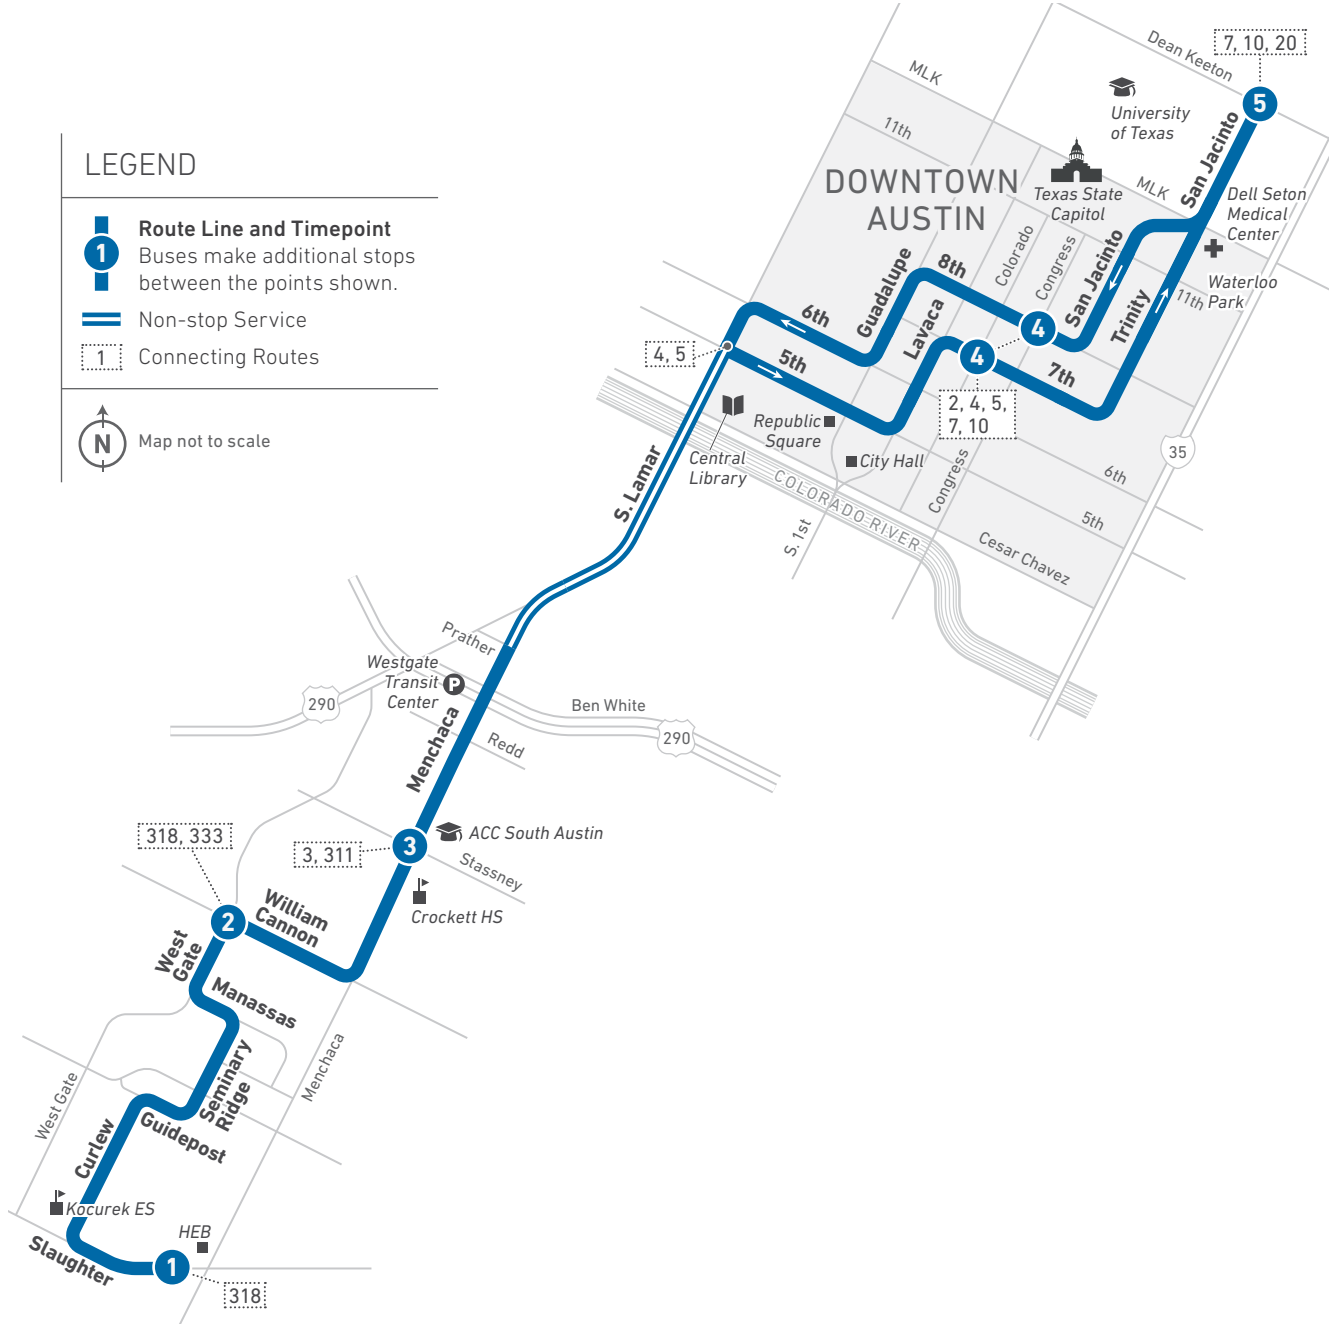 LEGEND
1
Route Line and Timepoint
Buses make additional stops
between the points shown.
Non-stop Service
1
Connecting Routes
N
Map not to scale
7, 10, 20
Dean Keeton
5
MLK
University
of Texas
San Jacinto
11th
DOWNTOWN
AUSTIN
Texas State
Capitol
MLK
Dell Seton
Medical
Center
Waterloo
Park
11th
Colorado
Congress
San Jacinto
Trinity
8th
Guadalupe
Lavaca
6th
4
4
7th
5th
4, 5
2, 4, 5,
7, 10
Republic
Square
City Hall
Central
Library
Congress
35
6th
5th
COLORADO RIVER
S. 1st
Cesar Chavez
S. Lamar
Prather
Westgate
Transit
Center
P
290
Ben White
290
Redd
Menchaca
318, 333
3, 311
3
ACC South Austin
Stassney
Crockett HS
2
William
Cannon
West
Gate
Manassas
Seminary
Ridge
Menchaca
West Gate
Guidepost
Curlew
Kocurek ES
HEB
Slaughter
1
318